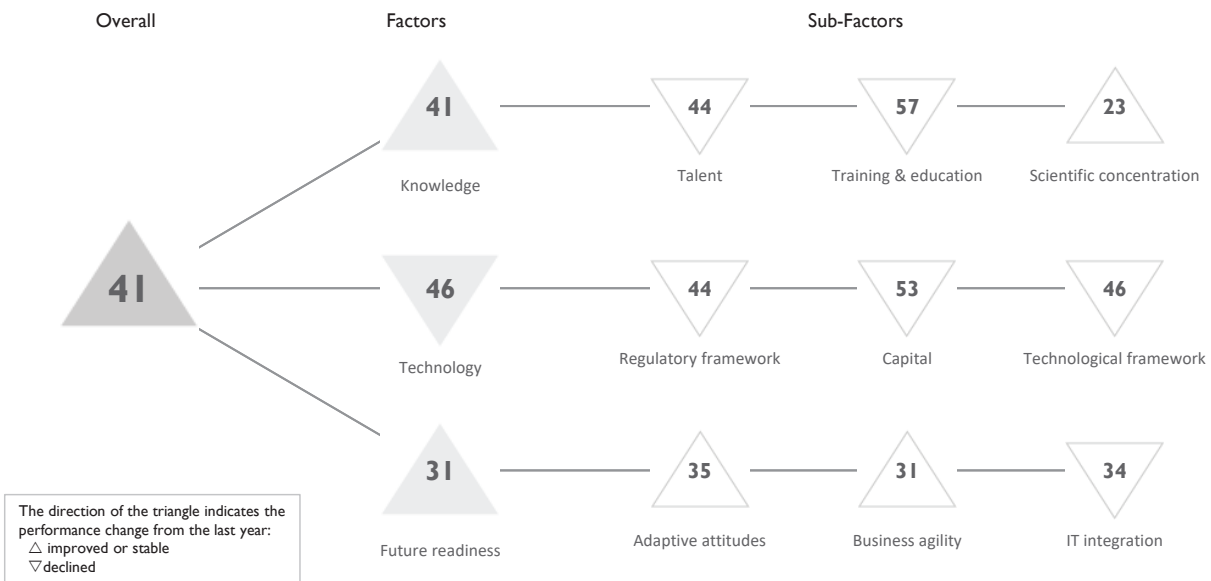 Overall
Factors
Sub-Factors
41
44
57
23
Knowledge
Talent
Training & education
Scientific concentration
41
46
44
53
46
Technology
Regulatory framework
Capital
Technological framework
31
35
31
34
Future readiness
Adaptive attitudes
Business agility
IT integration
The direction of the triangle indicates the
performance change from the last year:
△ improved or stable
▽declined